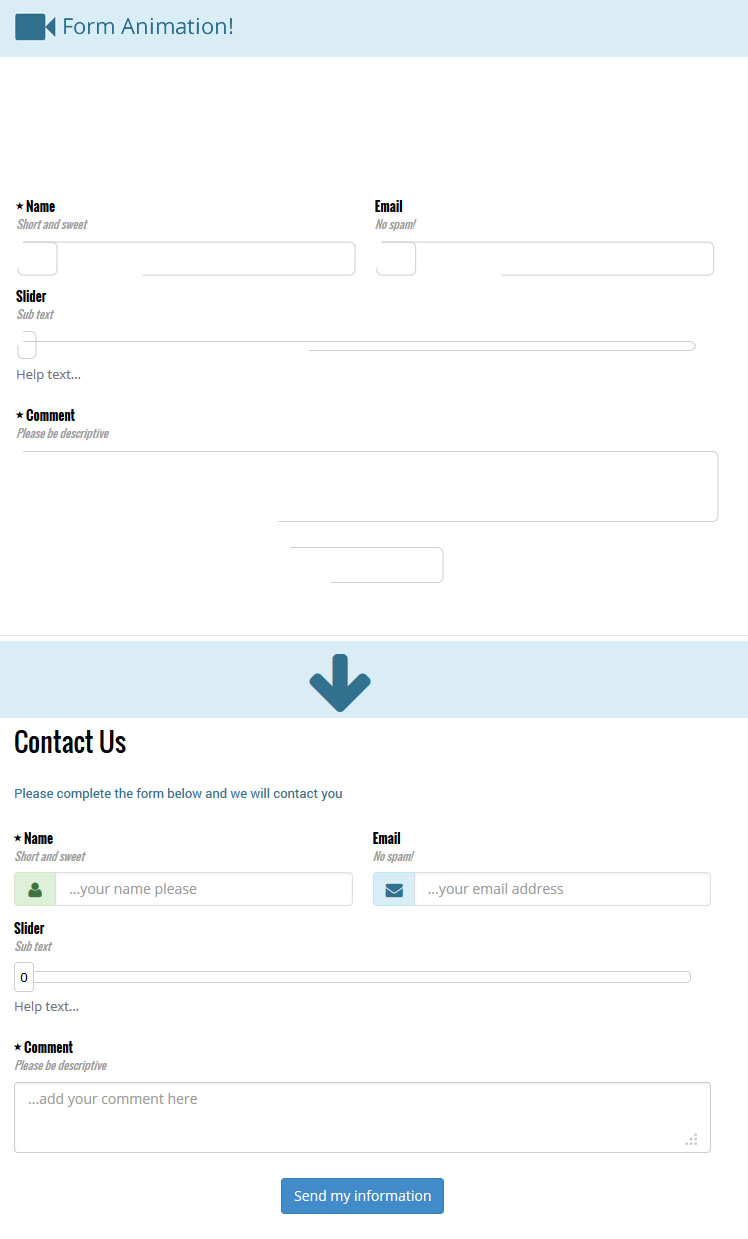 Form Animation!
★ Name Email
Short and sweet No spam!
Slider
Sub text
Help text...
★ Comment
Please be descriptive
Contact Us
Please complete the form below and we will contact you
★ Name Email
Short and sweet No spam!
...your name please ...your email address
Slider
Sub text
0
Help text...
★ Comment
Please be descriptive
...add your comment here
Send my information